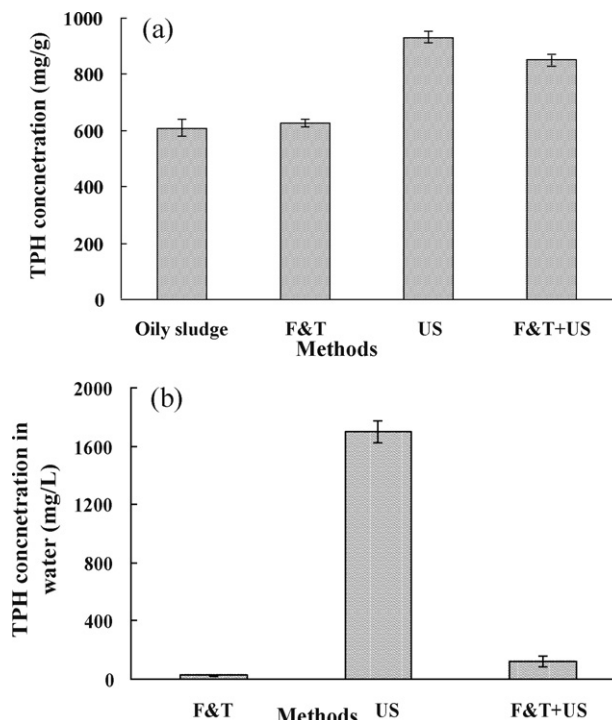 (a)
TPH concnetration (mg/g)
1000
800
600
400
200
0
Oily sludge F&T US F&T+US
Methods
(b)
TPH concnetration in
water (mg/L)
2000
1600
1200
800
400
0
F&T US F&T+US
Methods